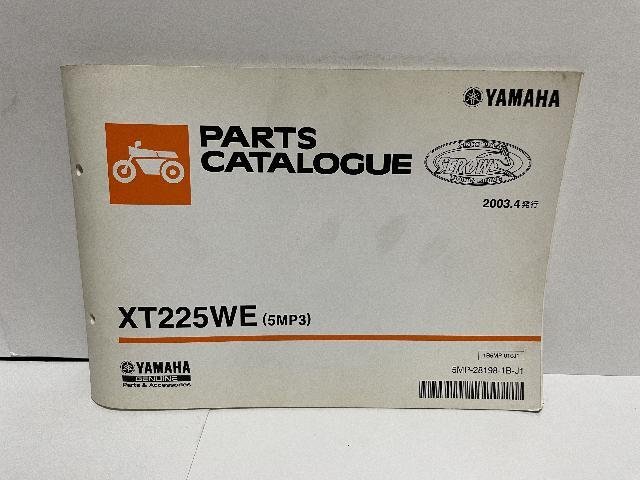 YAMAHA
PARTS
CATALOGUE
2003.4発行
XT225WE (5MP3)
YAMAHA
GENUINE
Parts & Accessories
5MP-28198-1B-J1